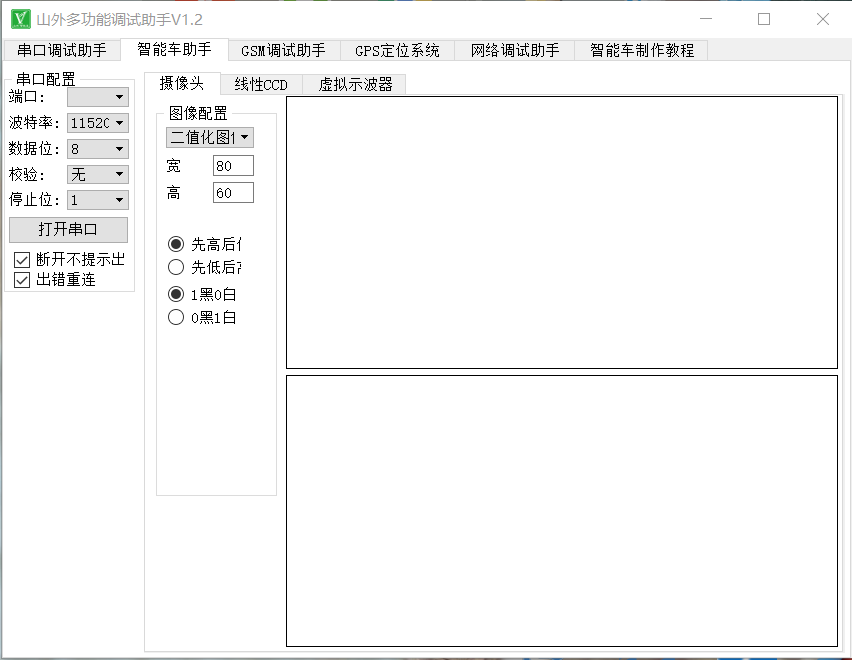 山外多功能调试助手V1.2
串口调试助手 智能车助手 GSM调试助手 GPS定位系统 网络调试助手 智能车制作教程
串口配置
端口:
波特率: 11520
数据位: 8
校验: 无
停止位: 1
打开串口
断开不提示出
出错重连
摄像头 线性CCD 虚拟示波器
图像配置
二值化图
宽 80
高 60
先高后
先低后
1黑0白
0黑1白